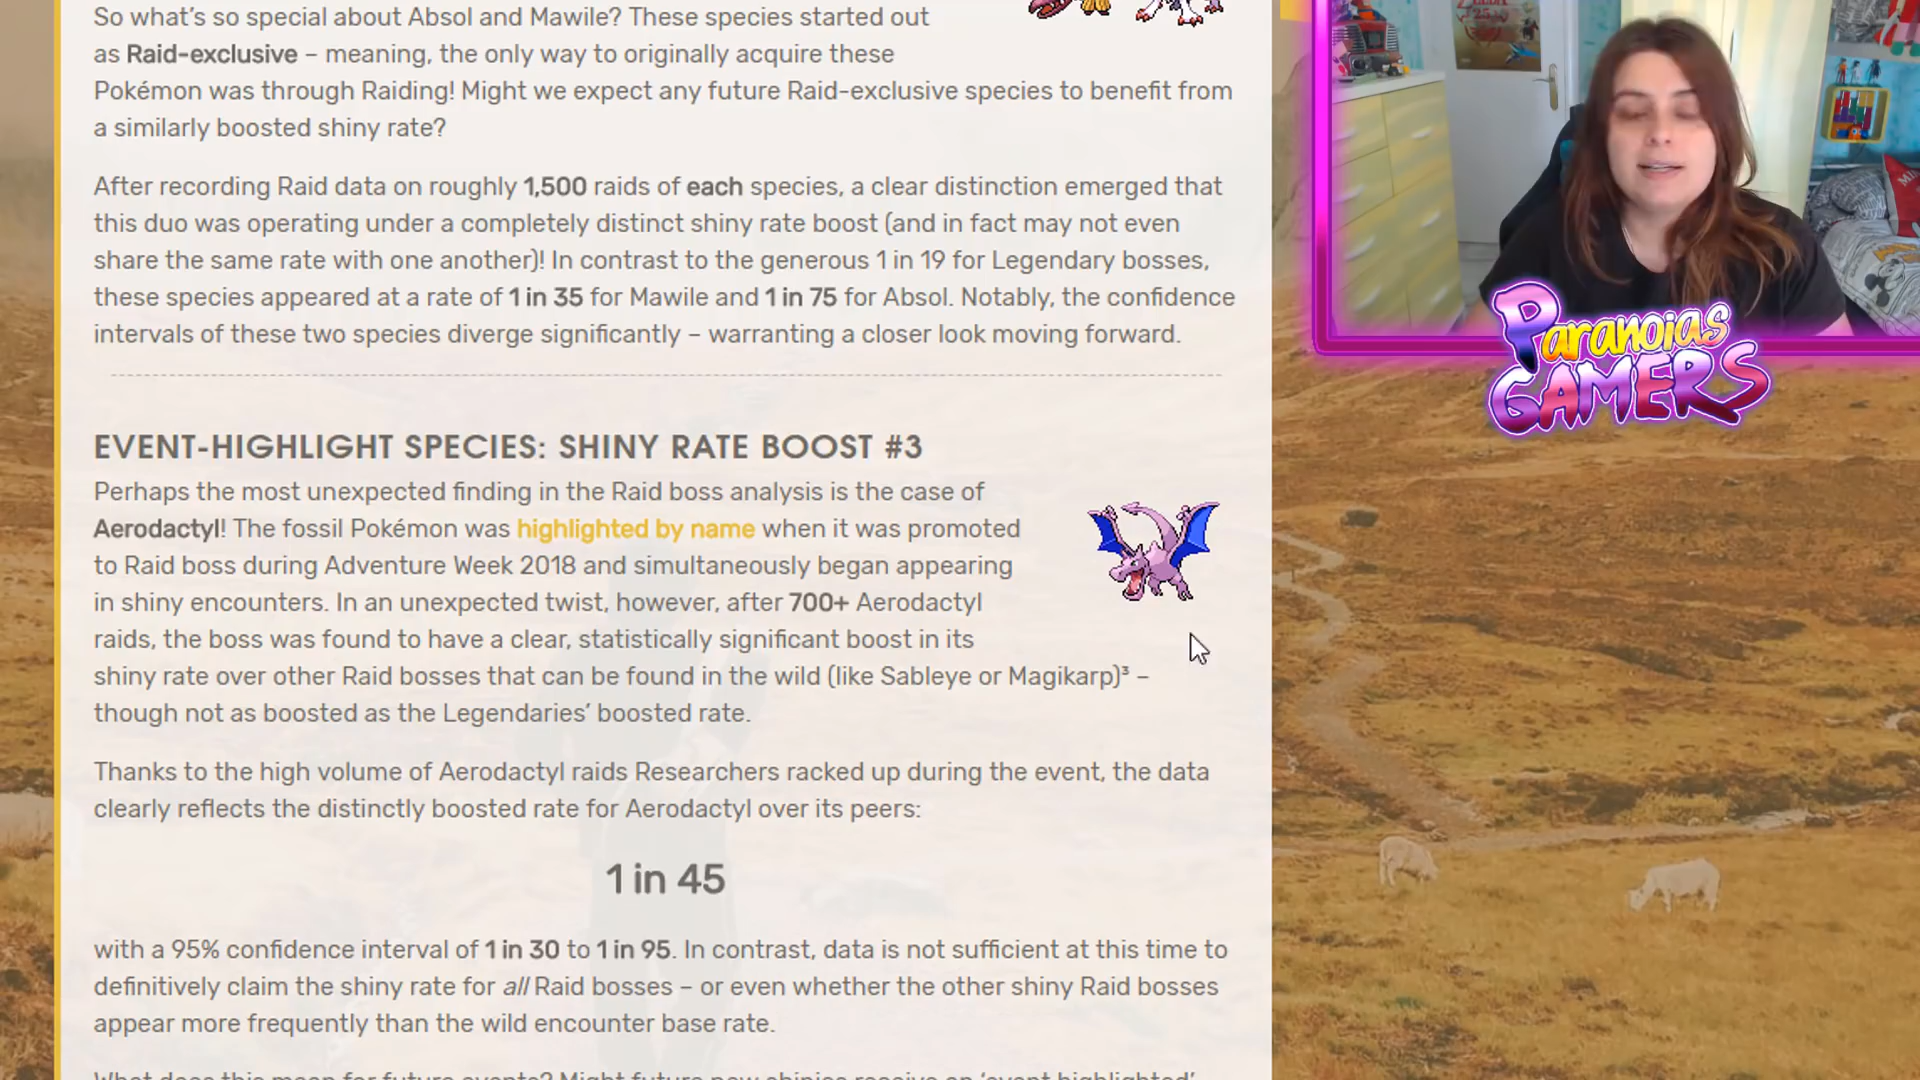 So what's so special about Absol and Mawile? These species started out
as Raid-exclusive – meaning, the only way to originally acquire these
Pokémon was through Raiding! Might we expect any future Raid-exclusive species to benefit from
a similarly boosted shiny rate?
After recording Raid data on roughly 1,500 raids of each species, a clear distinction emerged that
this duo was operating under a completely distinct shiny rate boost (and in fact may not even
share the same rate with one another)! In contrast to the generous 1 in 19 for Legendary bosses,
these species appeared at a rate of 1 in 35 for Mawile and 1 in 75 for Absol. Notably, the confidence
intervals of these two species diverge significantly – warranting a closer look moving forward.
EVENT-HIGHLIGHT SPECIES: SHINY RATE BOOST #3
Perhaps the most unexpected finding in the Raid boss analysis is the case of
Aerodactyl! The fossil Pokémon was highlighted by name when it was promoted
to Raid boss during Adventure Week 2018 and simultaneously began appearing
in shiny encounters. In an unexpected twist, however, after 700+ Aerodactyl
raids, the boss was found to have a clear, statistically significant boost in its
shiny rate over other Raid bosses that can be found in the wild (like Sableye or Magikarp)³ –
though not as boosted as the Legendaries' boosted rate.
Thanks to the high volume of Aerodactyl raids Researchers racked up during the event, the data
clearly reflects the distinctly boosted rate for Aerodactyl over its peers:
1 in 45
with a 95% confidence interval of 1 in 30 to 1 in 95. In contrast, data is not sufficient at this time to
definitively claim the shiny rate for all Raid bosses – or even whether the other shiny Raid bosses
appear more frequently than the wild encounter base rate.
What does this mean for future events? Might future new shinies receive an 'event highlighted'
Paranoias
GAMERS